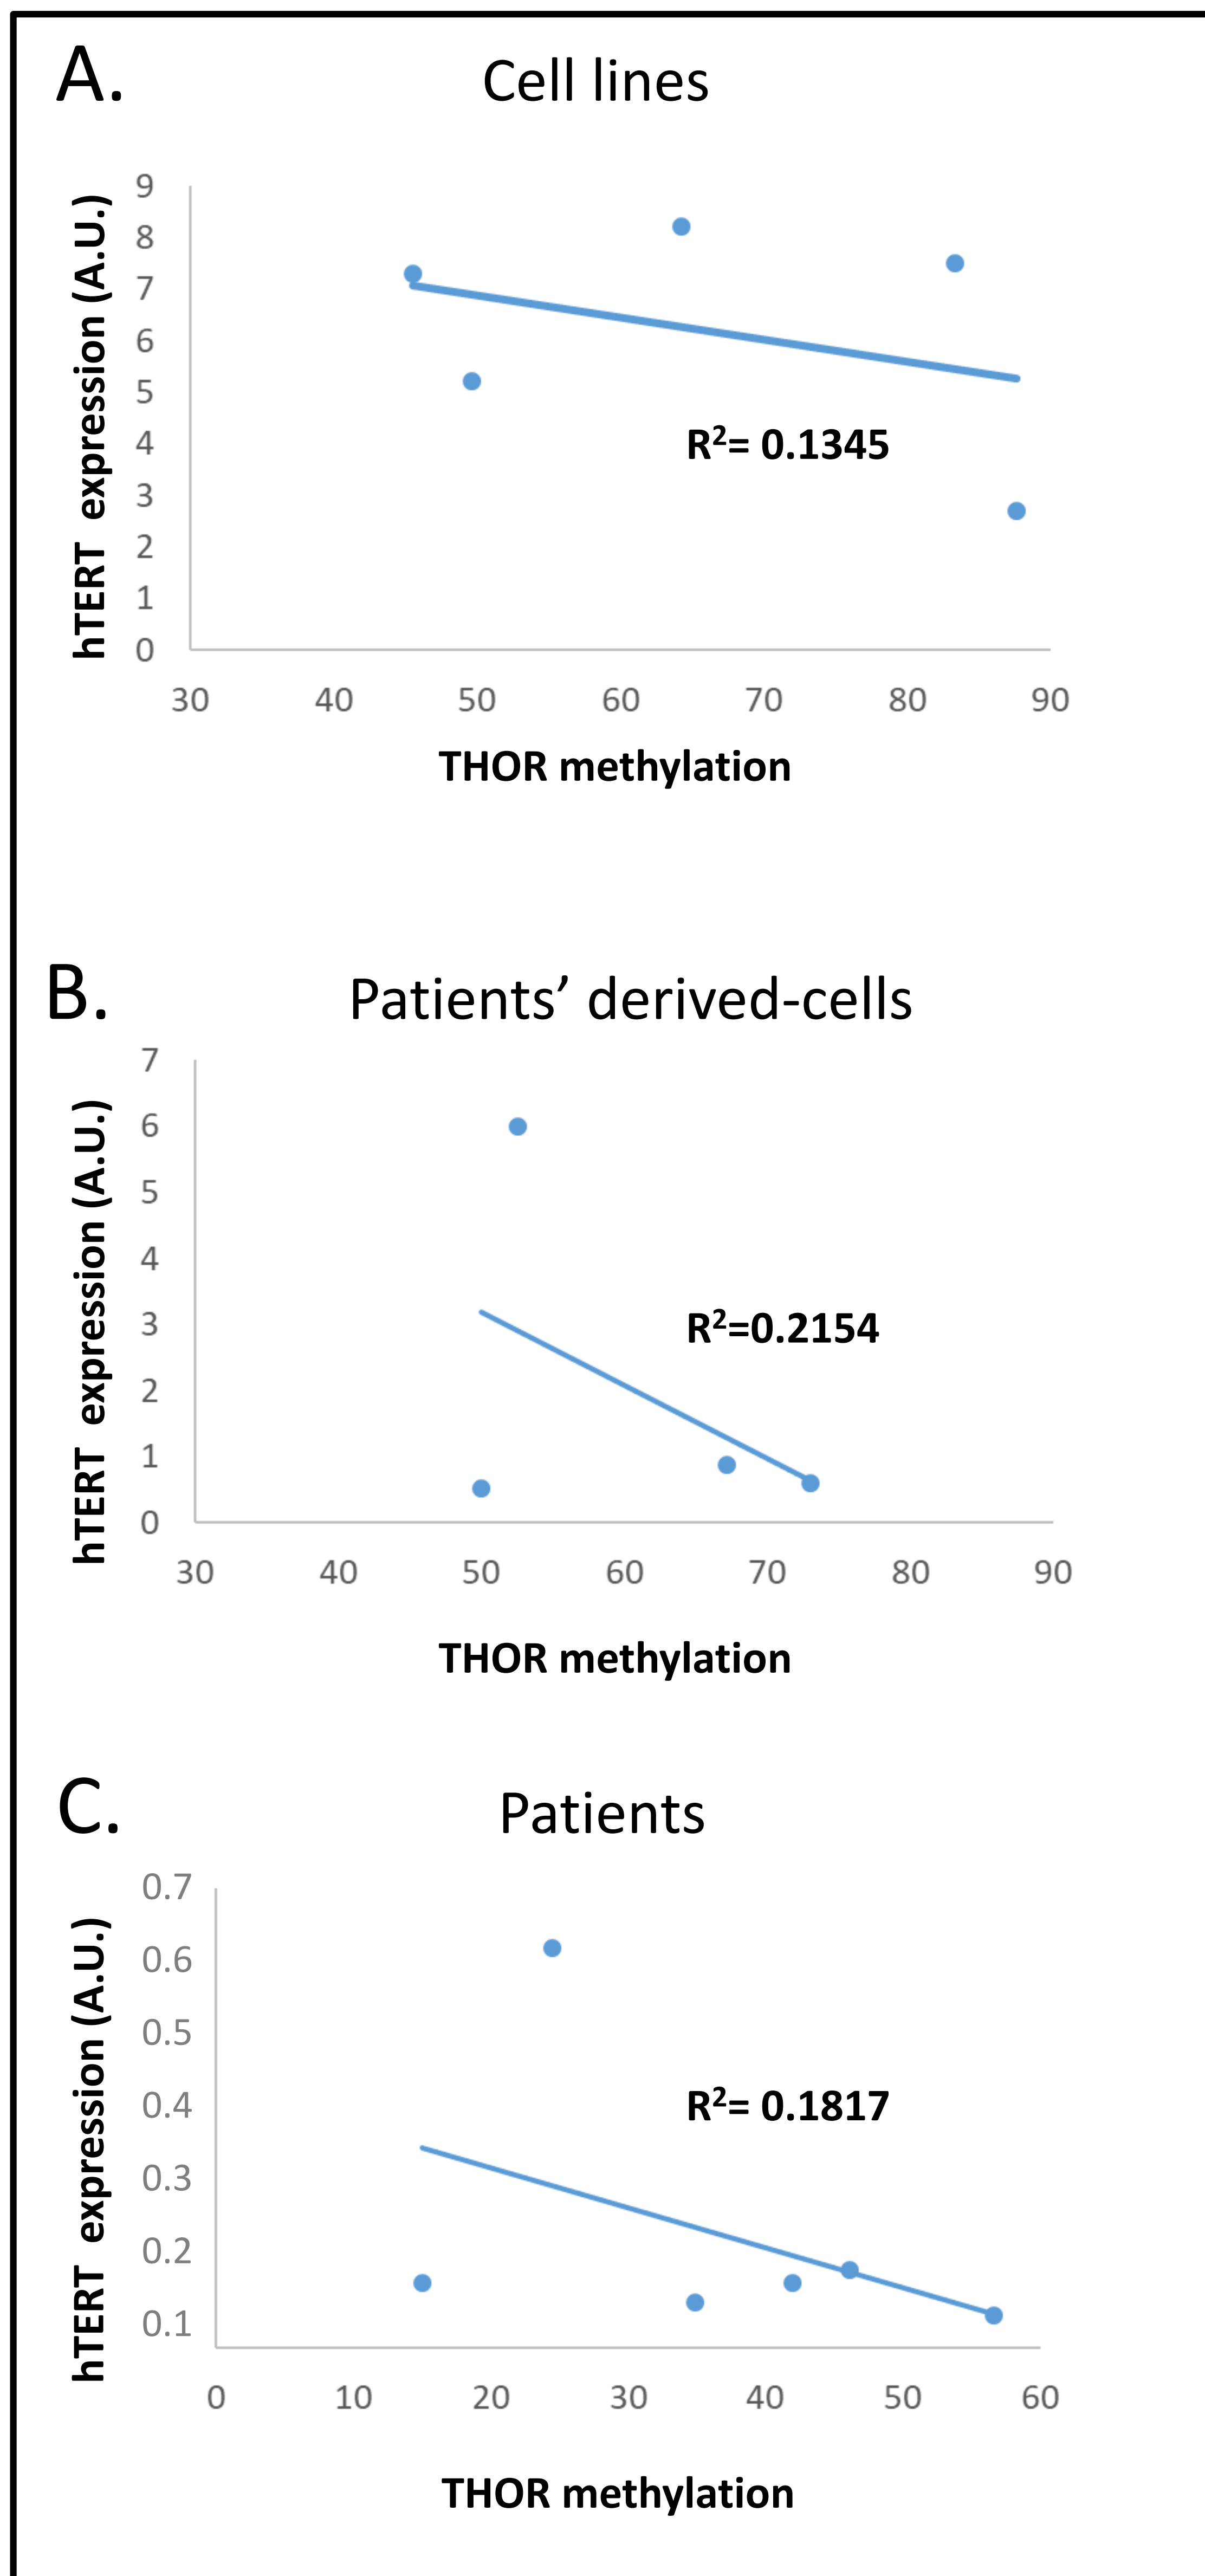 A.
Cell lines
hTERT expression (A.U.)
9
8
7
6
5
4
3
2
1
0
R²= 0.1345
30 40 50 60 70 80 90
THOR methylation
B.
Patients’ derived-cells
hTERT expression (A.U.)
7
6
5
4
3
2
1
0
R²=0.2154
30 40 50 60 70 80 90
THOR methylation
C.
Patients
hTERT expression (A.U.)
0.7
0.6
0.5
0.4
0.3
0.2
0.1
R²= 0.1817
0 10 20 30 40 50 60
THOR methylation